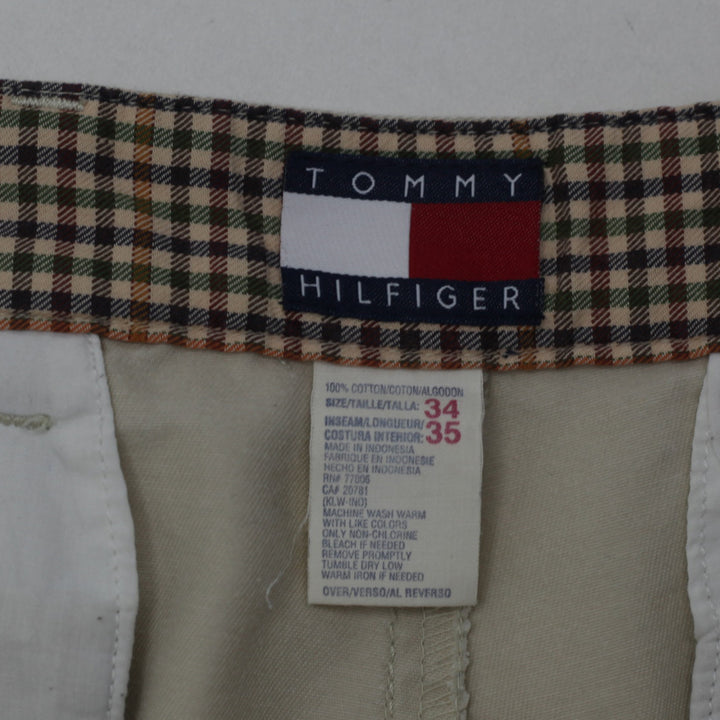 TOMMY
HILFIGER
100% COTTON/COTON/ALGODON
SIZE/TAILLE/TALLA: 34
INSEAM/LONGUEUR/
COSTURA INTERIOR: 35
MADE IN INDONESIA
FABRIQUE EN INDONESIE
HECHO EN INDONESIA
RN# 77806
CA# 20781
(KLW-IND)
MACHINE WASH WARM
WITH LIKE COLORS
ONLY NON-CHLORINE
BLEACH IF NEEDED
REMOVE PROMPTLY
TUMBLE DRY LOW
WARM IRON IF NEEDED
OVER/VERSO/AL REVERSO